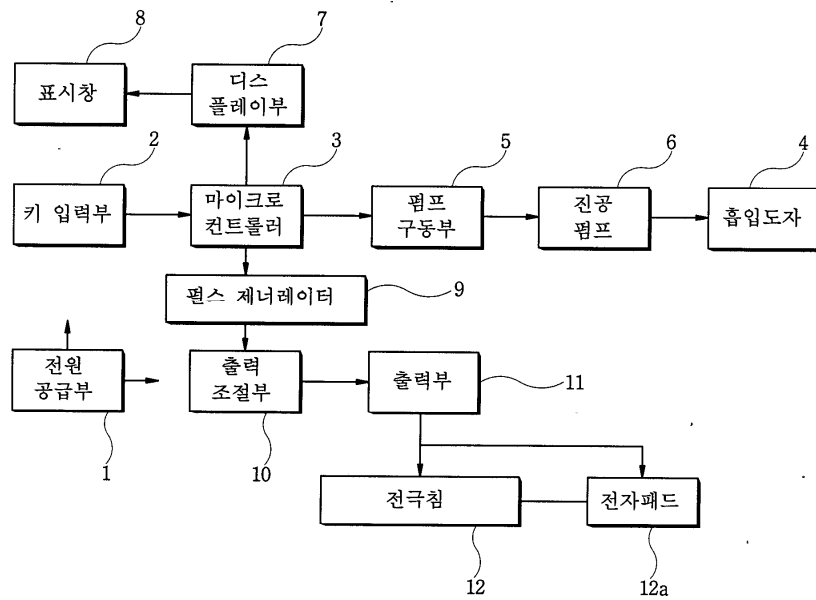 8
7
표시창
디스
플레이부
2
3
5
6
4
키 입력부
마이크로
컨트롤러
펌프
구동부
진공
펌프
흡입도자
펄스 제너레이터
9
전원
공급부
출력
조절부
출력부
11
1
10
전극침
전자패드
12
12a